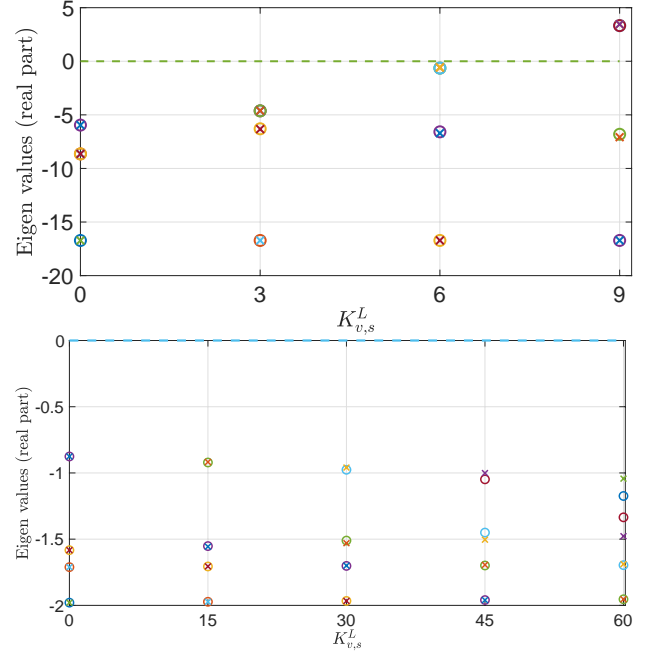 5
0
-5
-10
-15
-20
Eigen values (real part)
0 3 6 9
K^L_{v,s}
0
-0.5
-1
-1.5
-2
Eigen values (real part)
0 15 30 45 60
K^L_{v,s}